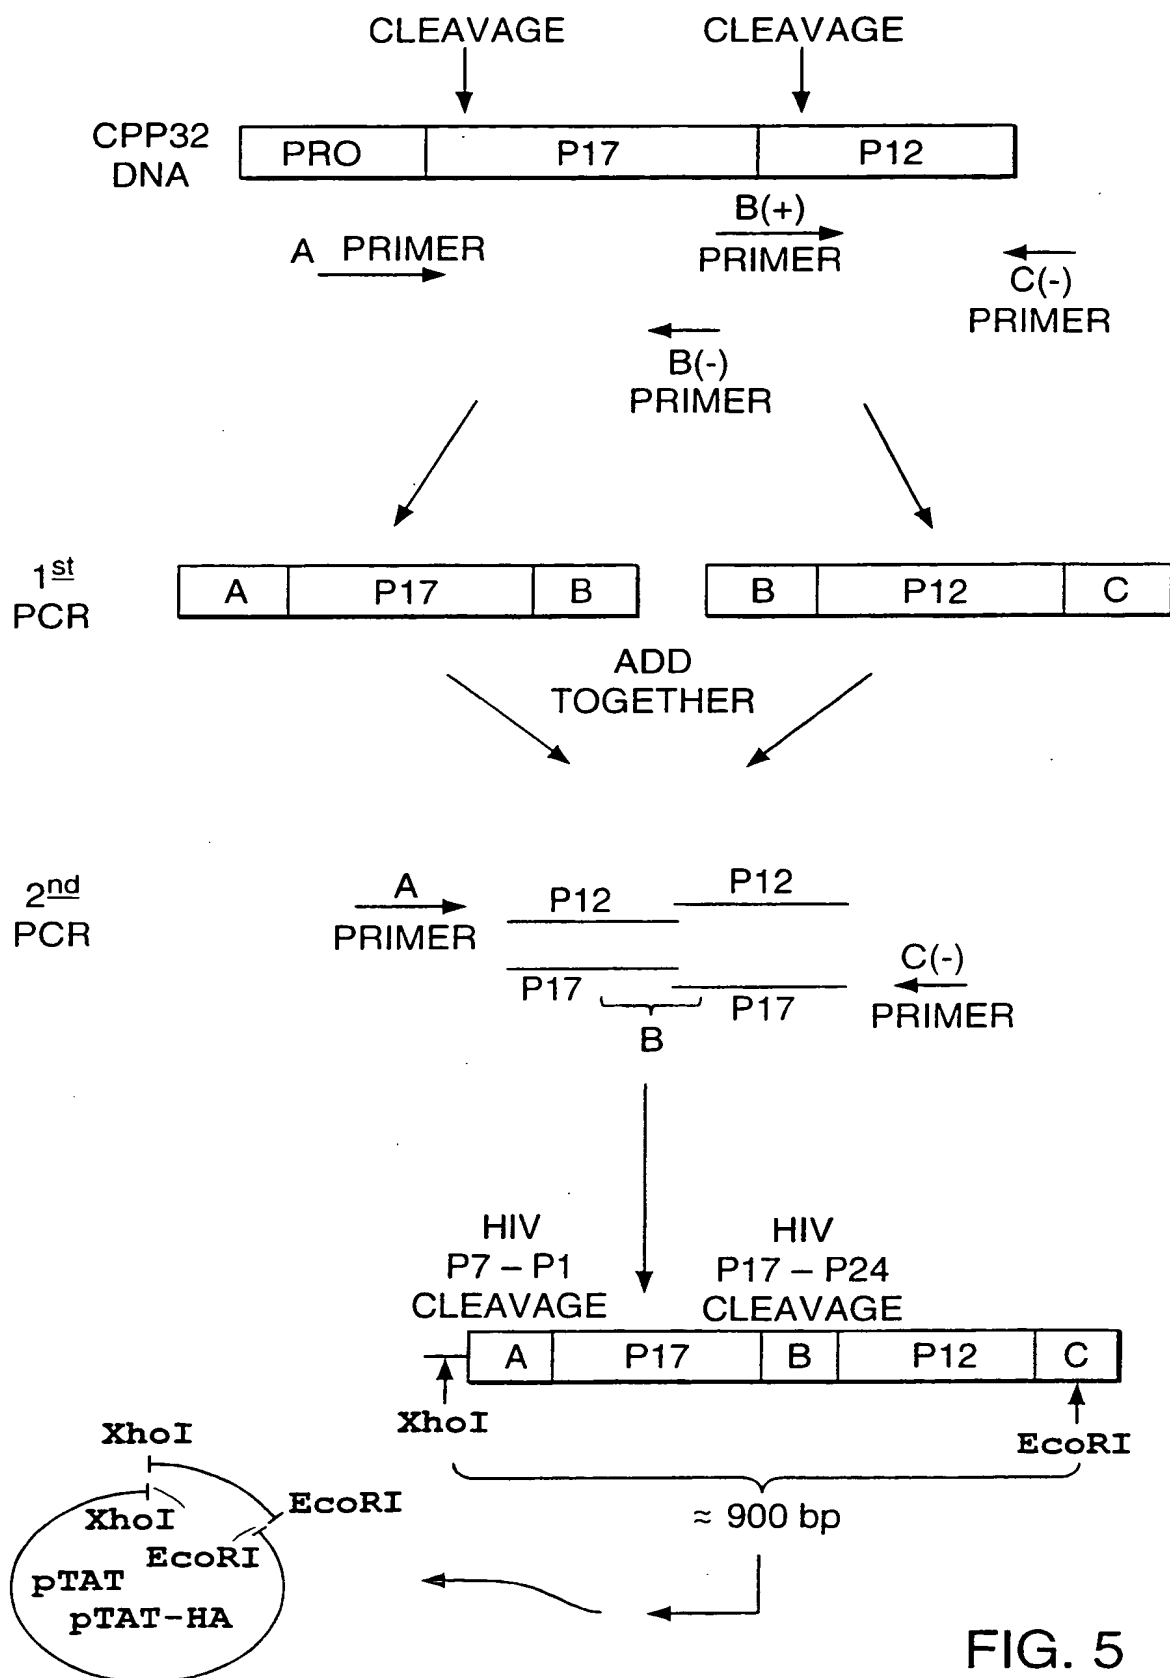 CLEAVAGE CLEAVAGE
CPP32
DNA
PRO P17 P12
A PRIMER
B(+)
PRIMER
C(-)
PRIMER
B(-)
PRIMER
1st
PCR
A P17 B B P12 C
ADD
TOGETHER
2nd
PCR
A
PRIMER
P12 P12
P17 P17
B
C(-)
PRIMER
HIV
P7 – P1
CLEAVAGE
HIV
P17 – P24
CLEAVAGE
A P17 B P12 C
XhoI
EcoRI
≈ 900 bp
XhoI
EcoRI
XhoI
EcoRI
pTAT
pTAT-HA
FIG. 5